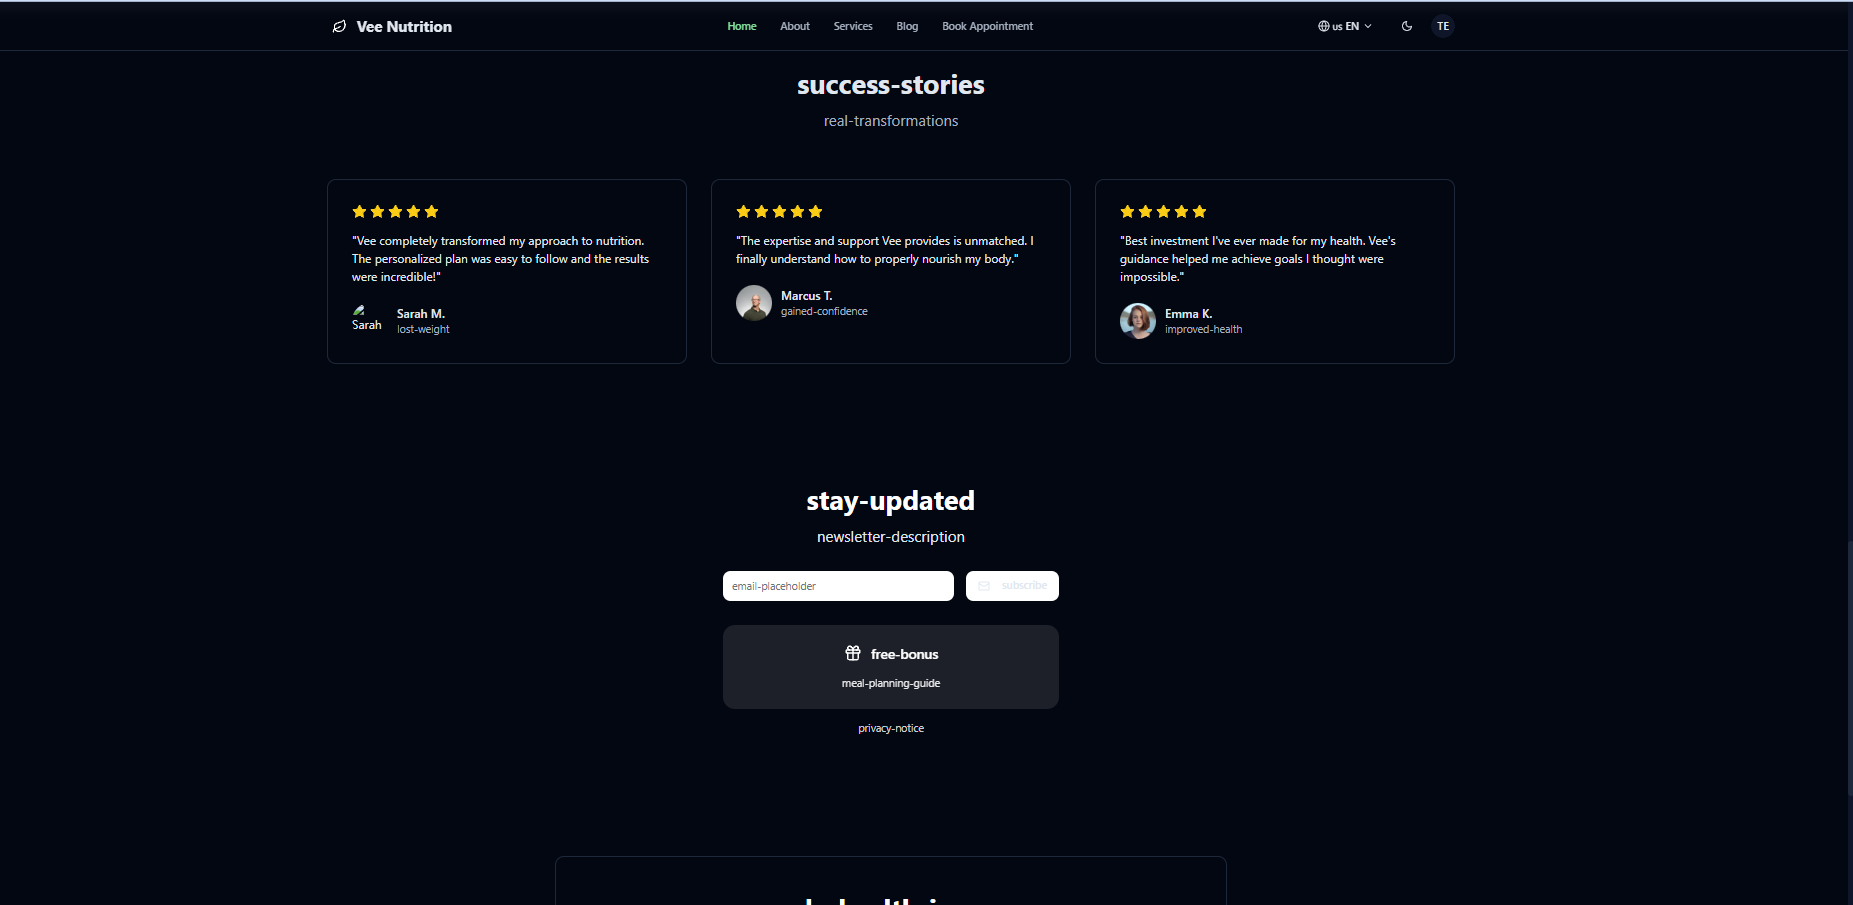 Vee Nutrition
Home
About
Services
Blog
Book Appointment
us EN
TE
success-stories
real-transformations
"Vee completely transformed my approach to nutrition.
The personalized plan was easy to follow and the results
were incredible!"
Sarah
Sarah M.
lost-weight
"The expertise and support Vee provides is unmatched. I
finally understand how to properly nourish my body."
Marcus T.
gained-confidence
"Best investment I've ever made for my health. Vee's
guidance helped me achieve goals I thought were
impossible."
Emma K.
improved-health
stay-updated
newsletter-description
email-placeholder
subscribe
free-bonus
meal-planning-guide
privacy-notice